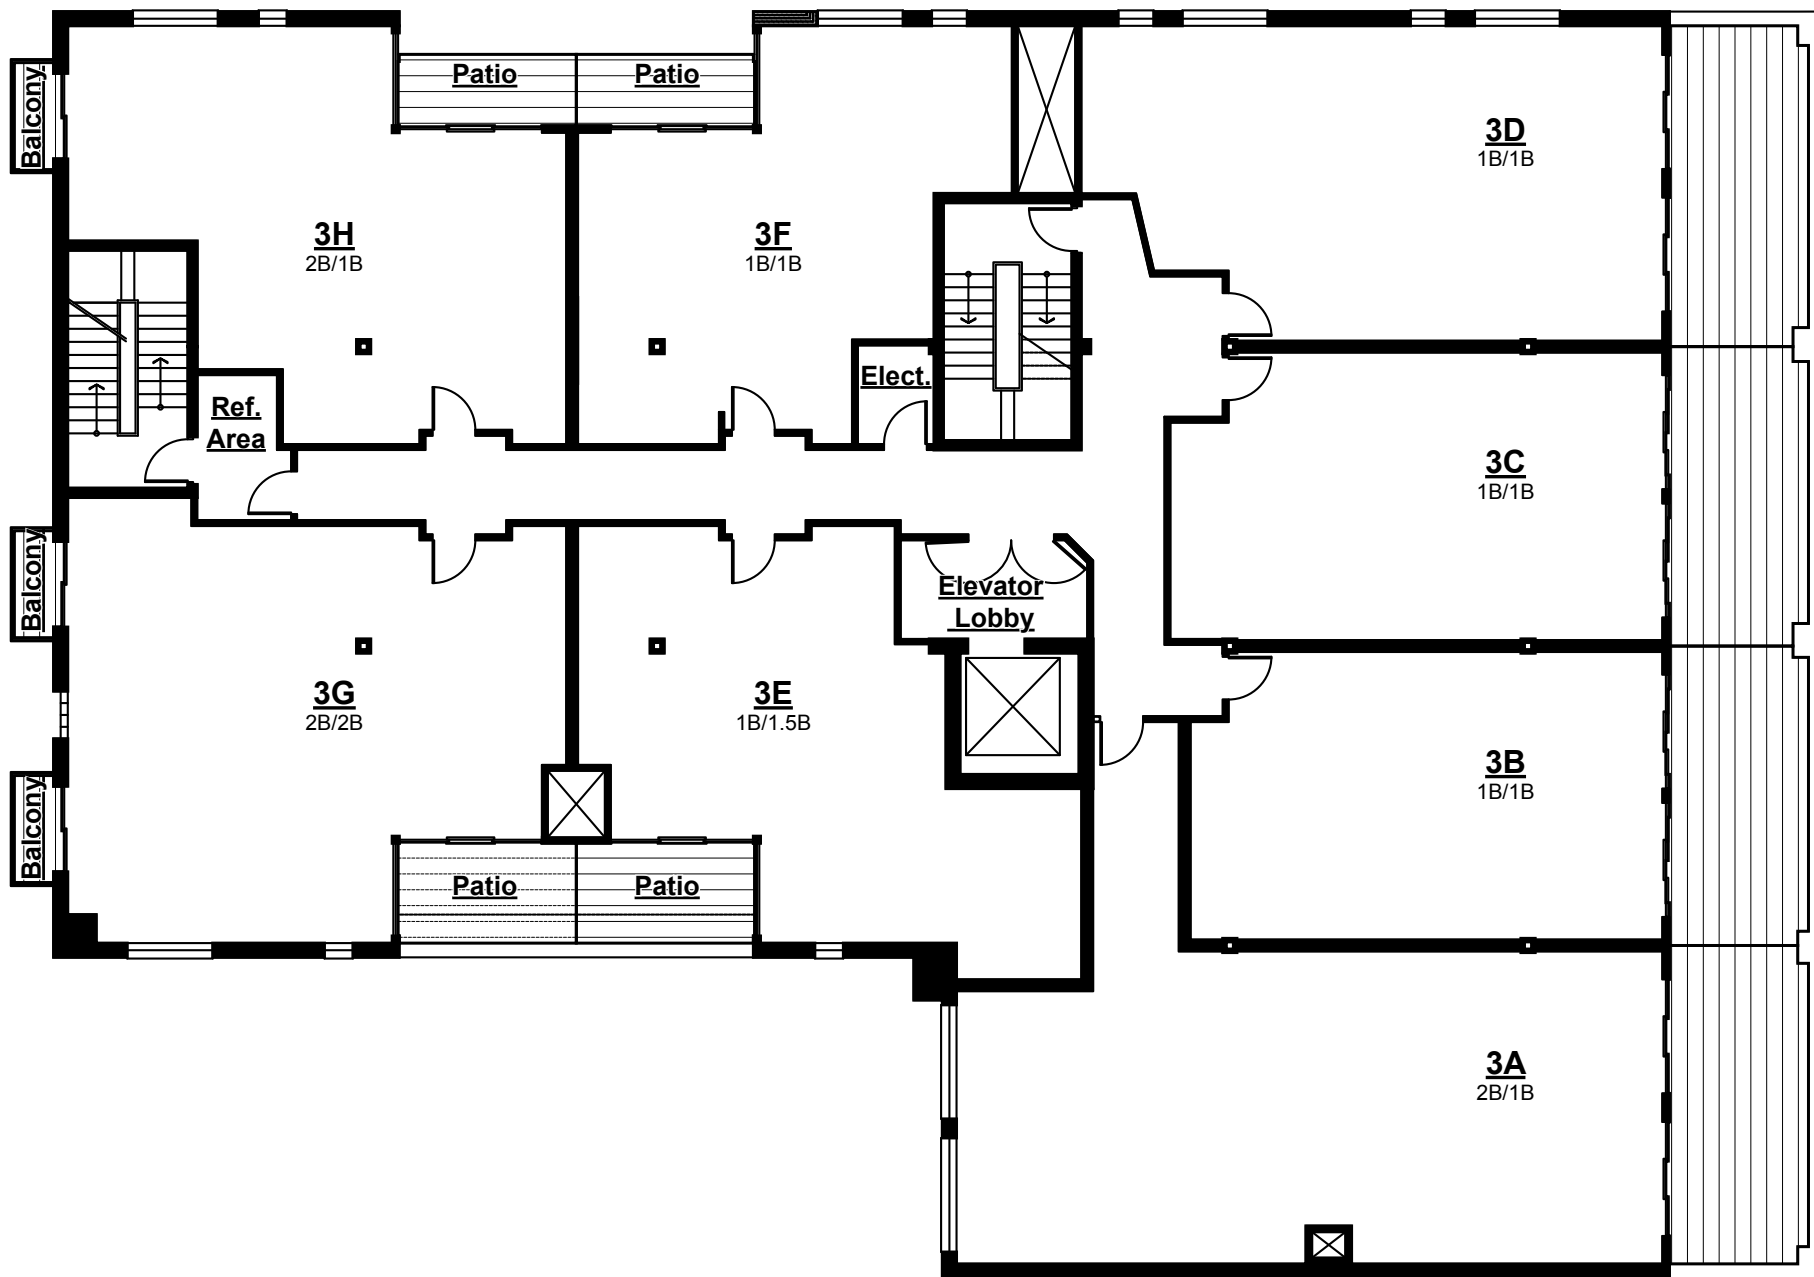 Patio
Patio
Balcony
3D
1B/1B
3H
2B/1B
3F
1B/1B
Elect.
Ref.
Area
3C
1B/1B
Balcony
Elevator
Lobby
3G
2B/2B
3E
1B/1.5B
3B
1B/1B
Balcony
Patio
Patio
3A
2B/1B